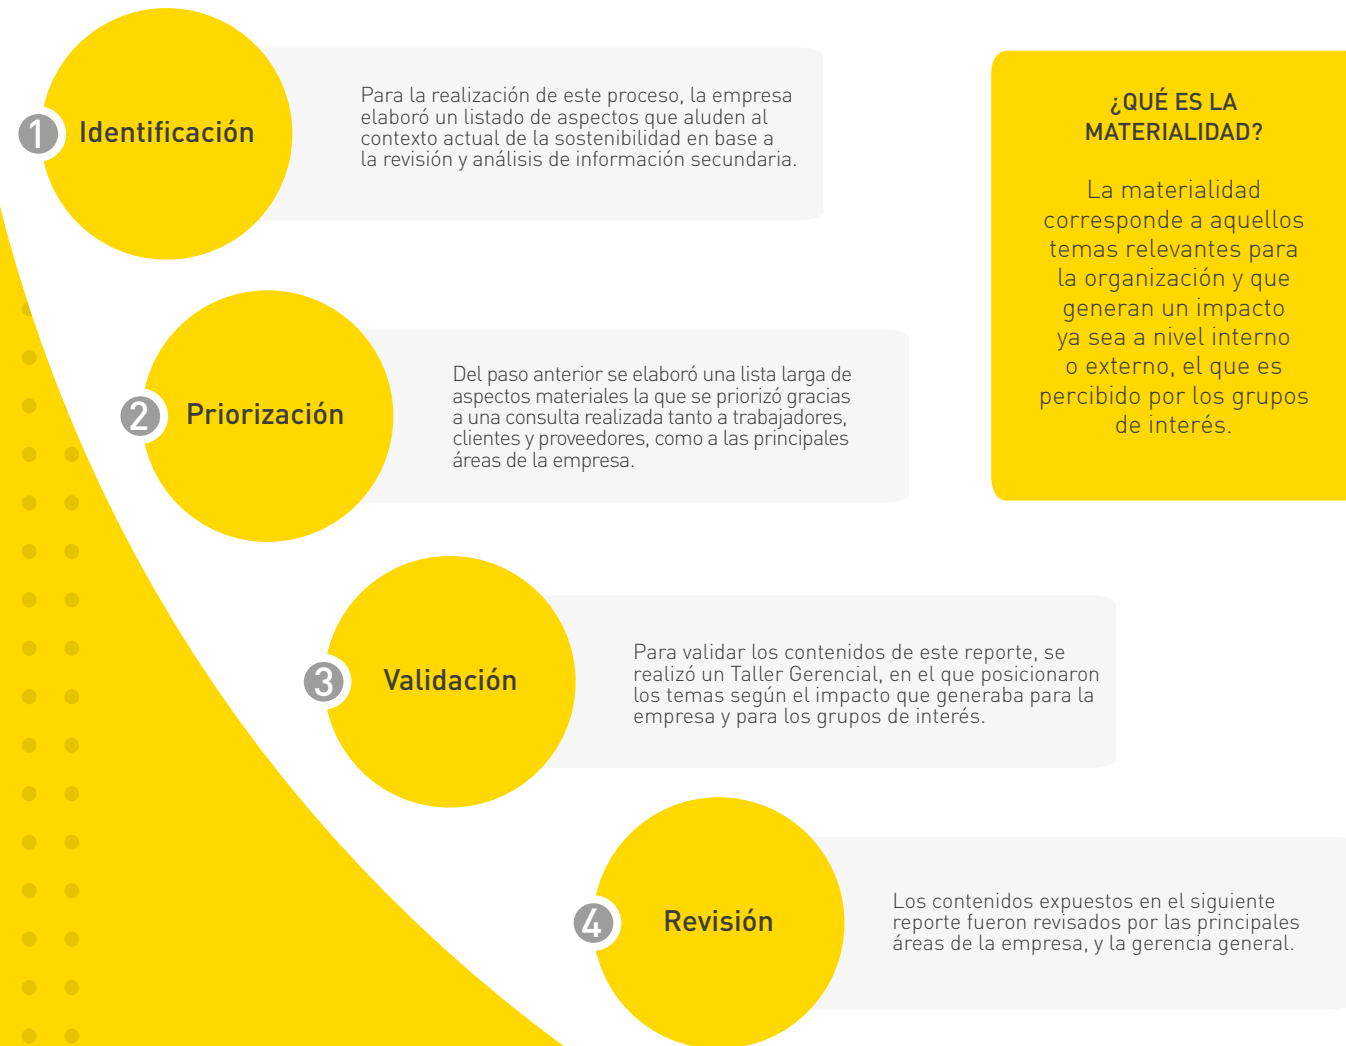 1 Identificación
Para la realización de este proceso, la empresa
elaboró un listado de aspectos que aluden al
contexto actual de la sostenibilidad en base a
la revisión y análisis de información secundaria.
¿QUÉ ES LA
MATERIALIDAD?
La materialidad
corresponde a aquellos
temas relevantes para
la organización y que
generan un impacto
ya sea a nivel interno
o externo, el que es
percibido por los grupos
de interés.
2 Priorización
Del paso anterior se elaboró una lista larga de
aspectos materiales la que se priorizó gracias
a una consulta realizada tanto a trabajadores,
clientes y proveedores, como a las principales
áreas de la empresa.
3 Validación
Para validar los contenidos de este reporte, se
realizó un Taller Gerencial, en el que posicionaron
los temas según el impacto que generaba para la
empresa y para los grupos de interés.
4 Revisión
Los contenidos expuestos en el siguiente
reporte fueron revisados por las principales
áreas de la empresa, y la gerencia general.